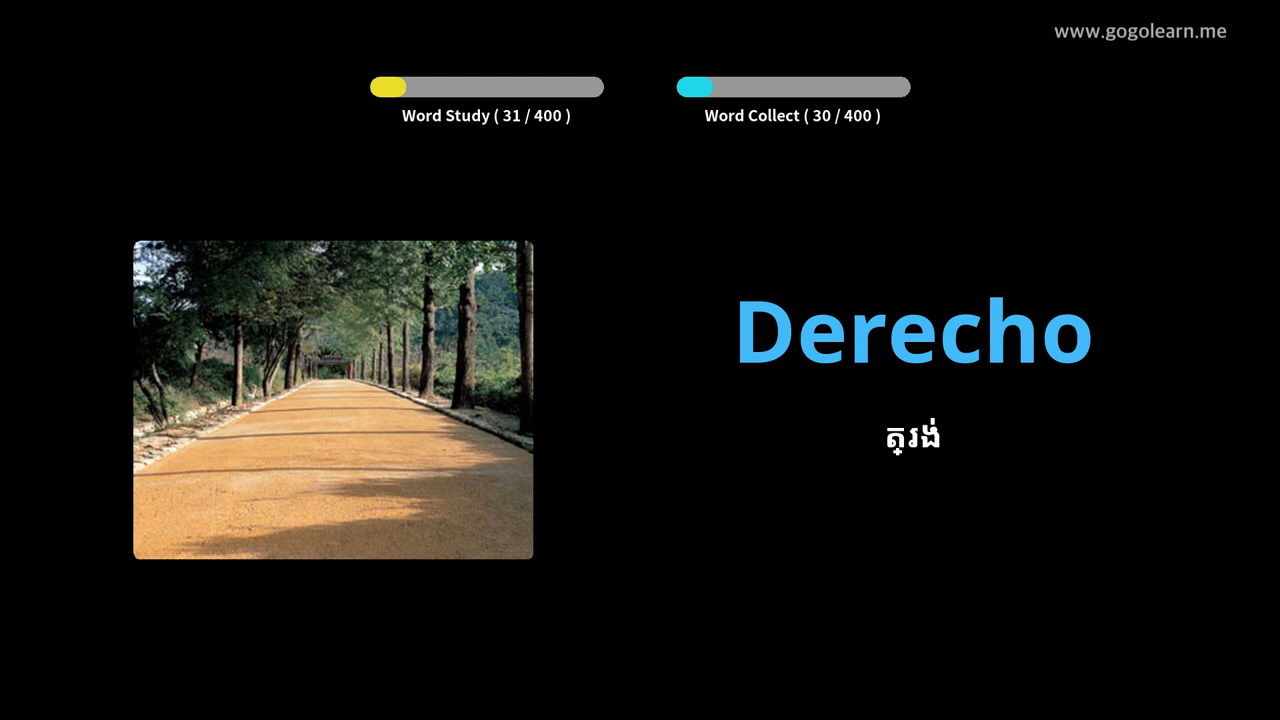 www.gogolearn.me
Word Study ( 31 / 400 )
Word Collect ( 30 / 400 )
Derecho
ត្រង់